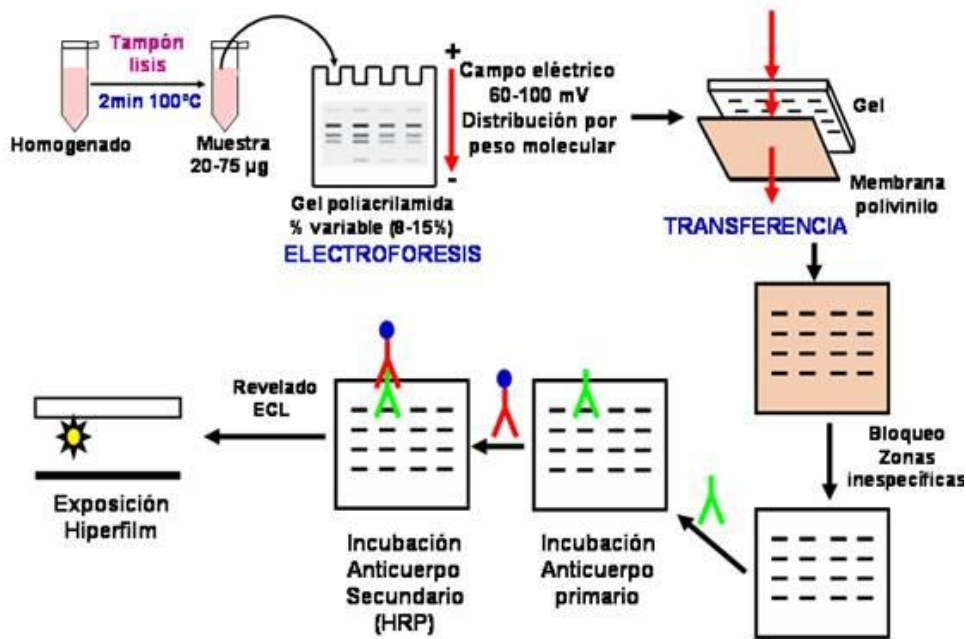 Tampón
lisis
2min 100ºC
Homogenado
Muestra
20-75 µg
+
Campo eléctrico
60-100 mV
Distribución por
peso molecular
-
Gel poliacrilamida
% variable (8-15%)
ELECTROFORESIS
Gel
Membrana
polivinilo
TRANSFERENCIA
Bloqueo
Zonas
inespecíficas
Incubación
Anticuerpo
primario
Incubación
Anticuerpo
Secundario
(HRP)
Revelado
ECL
Exposición
Hiperfilm